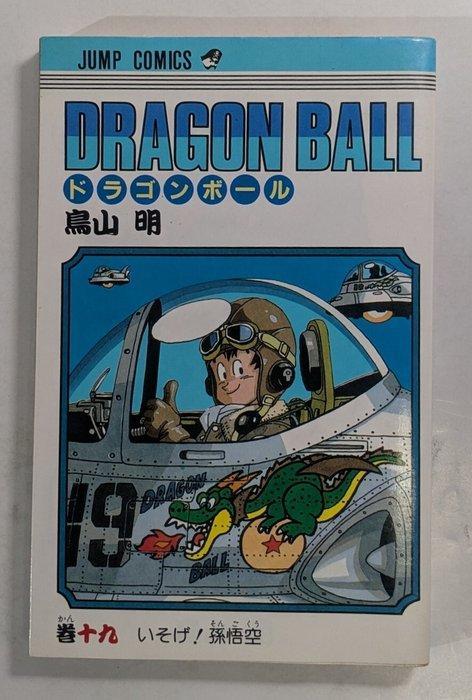 JUMP COMICS
DRAGON BALL
ドラゴンボール
鳥山 明
19
DRAGON
BALL
かん
巻十九
そんごくう
いそげ！孫悟空